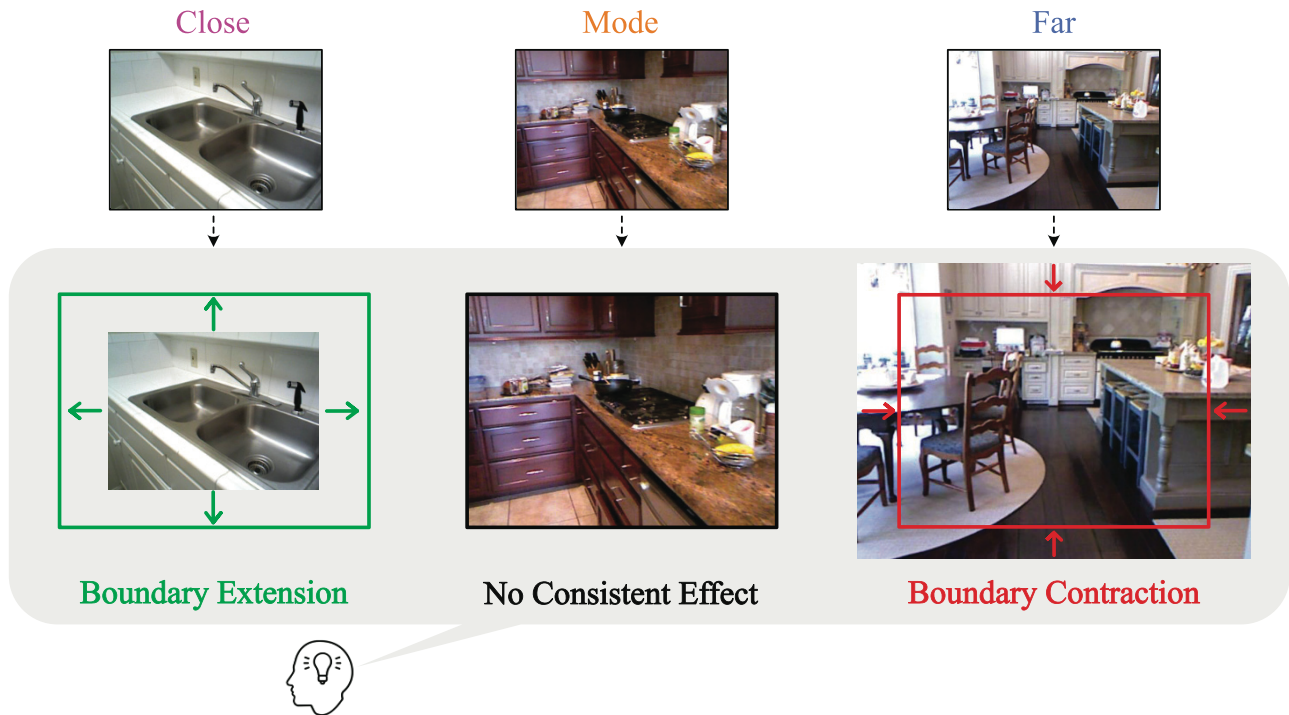 Close
Mode
Far
Boundary Extension
No Consistent Effect
Boundary Contraction